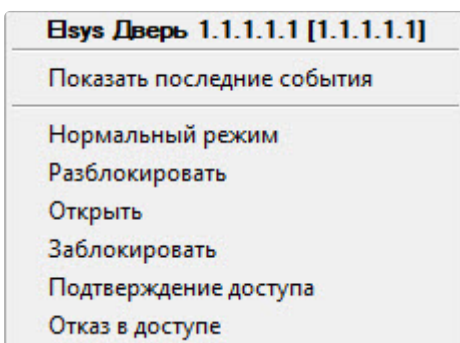 Elsys Дверь 1.1.1.1.1 [1.1.1.1.1]
Показать последние события
Нормальный режим
Разблокировать
Открыть
Заблокировать
Подтверждение доступа
Отказ в доступе